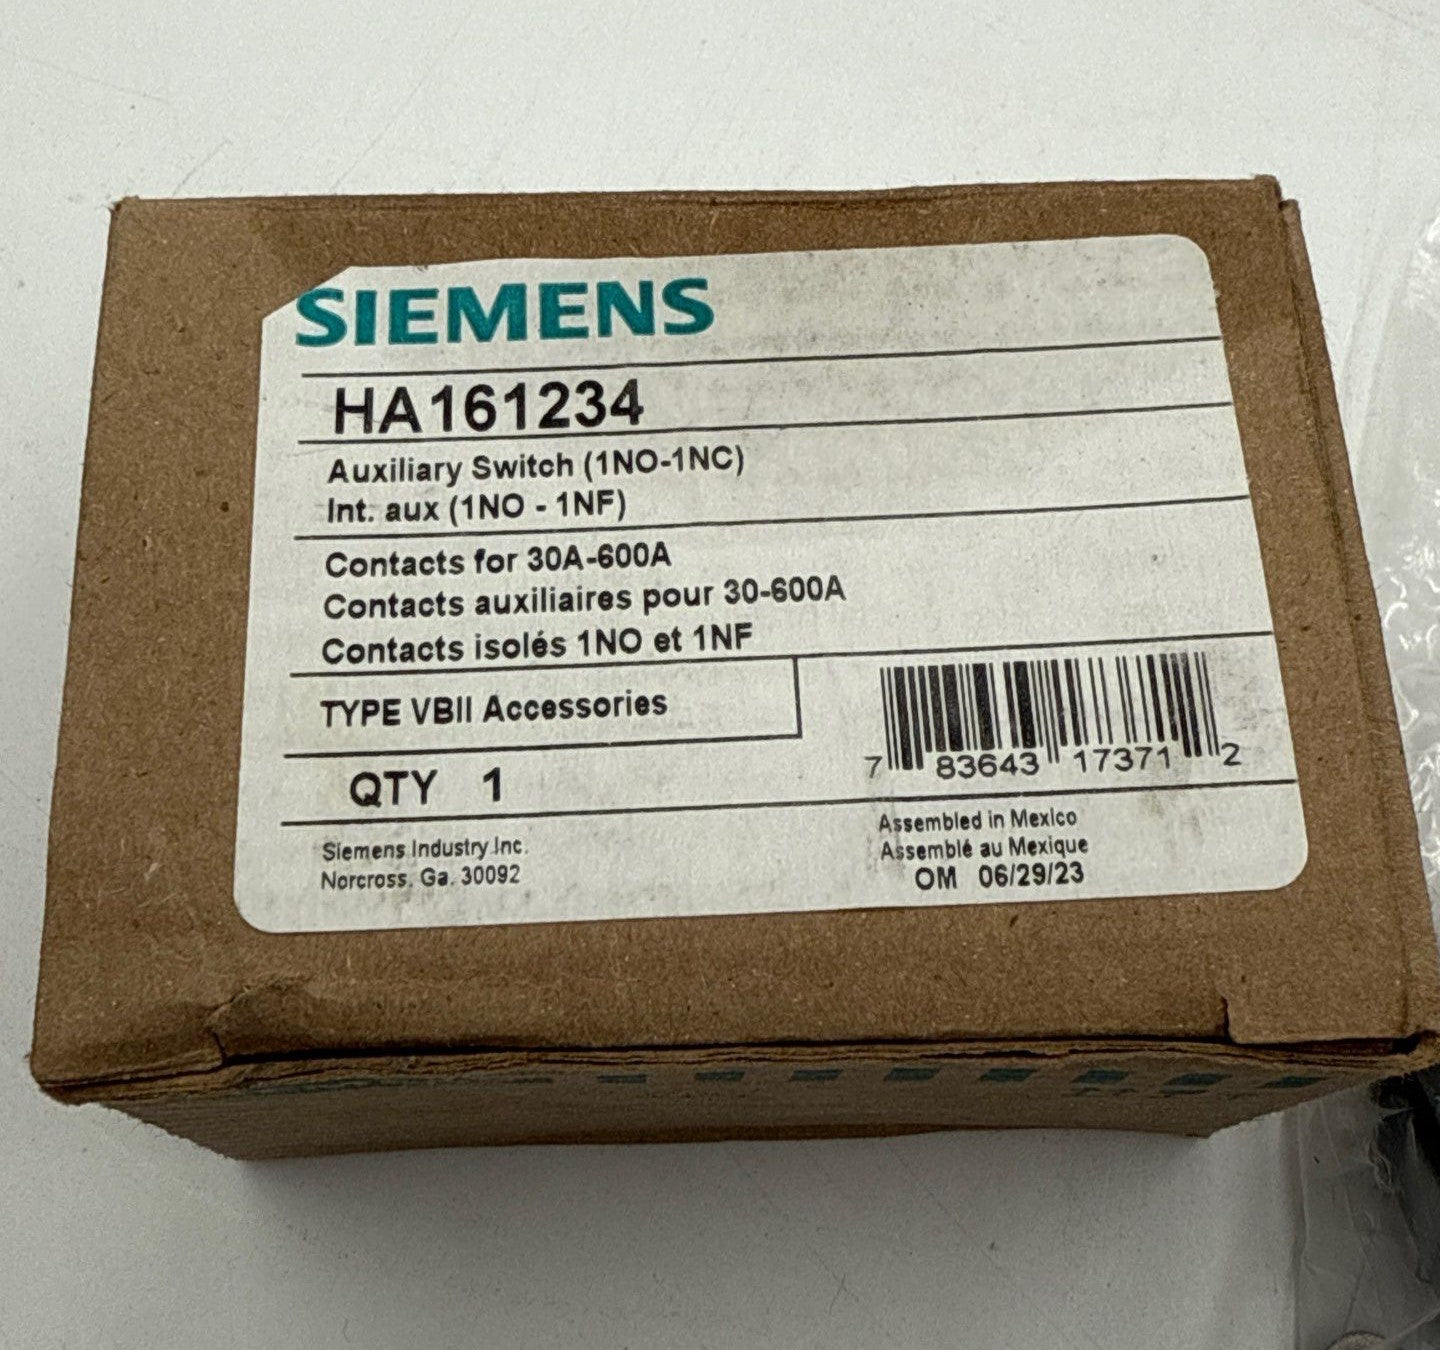 SIEMENS
HA161234
Auxiliary Switch (1NO-1NC)
Int. aux (1NO - 1NF)
Contacts for 30A-600A
Contacts auxiliaires pour 30-600A
Contacts isolés 1NO et 1NF
TYPE VBII Accessories
7 83643 17371 2
QTY 1
Siemens Industry Inc.
Norcross, Ga. 30092
Assembled in Mexico
Assemblé au Mexique
OM 06/29/23